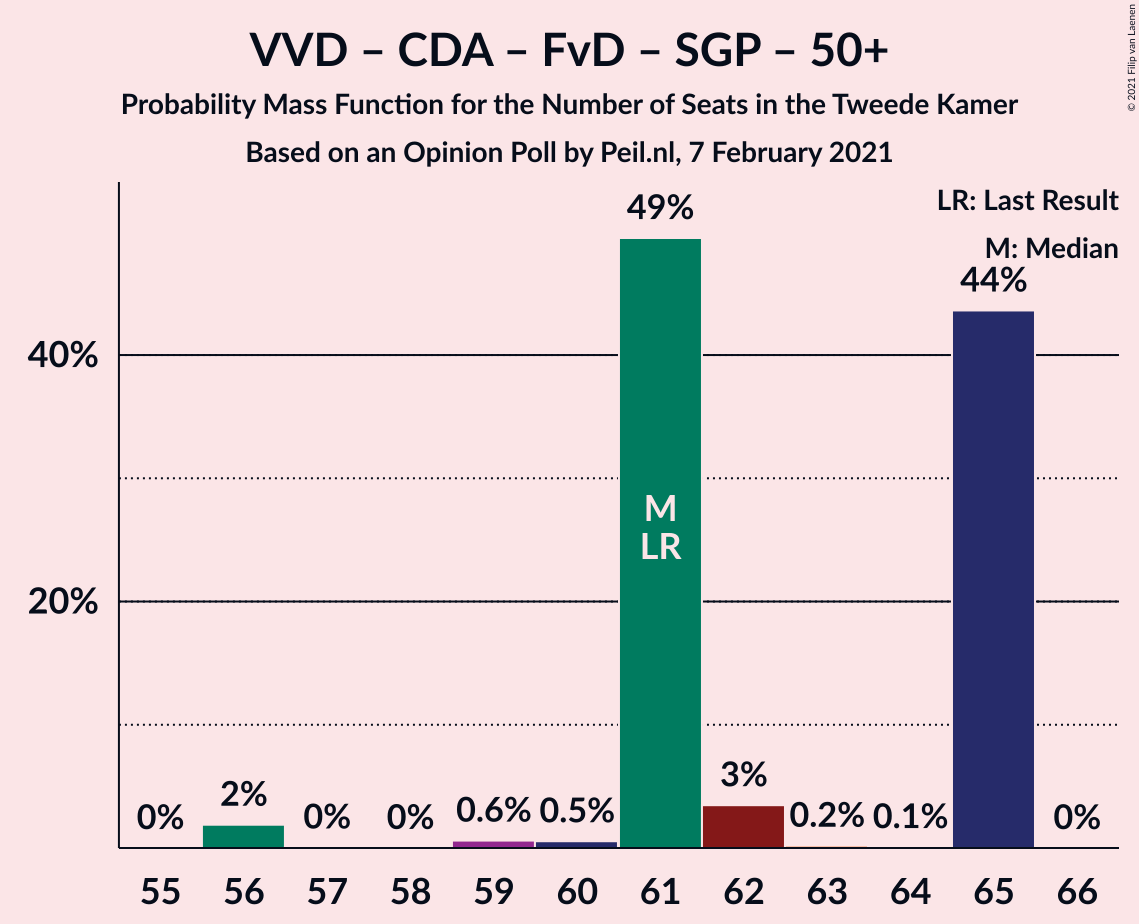 VVD – CDA – FvD – SGP – 50+
Probability Mass Function for the Number of Seats in the Tweede Kamer
Based on an Opinion Poll by Peil.nl, 7 February 2021
© 2021 Filip van Laenen
LR: Last Result
M: Median
49%
44%
40%
M
LR
20%
0%
2%
0%
0%
0.6%
0.5%
3%
0.2%
0.1%
0%
55 56 57 58 59 60 61 62 63 64 65 66